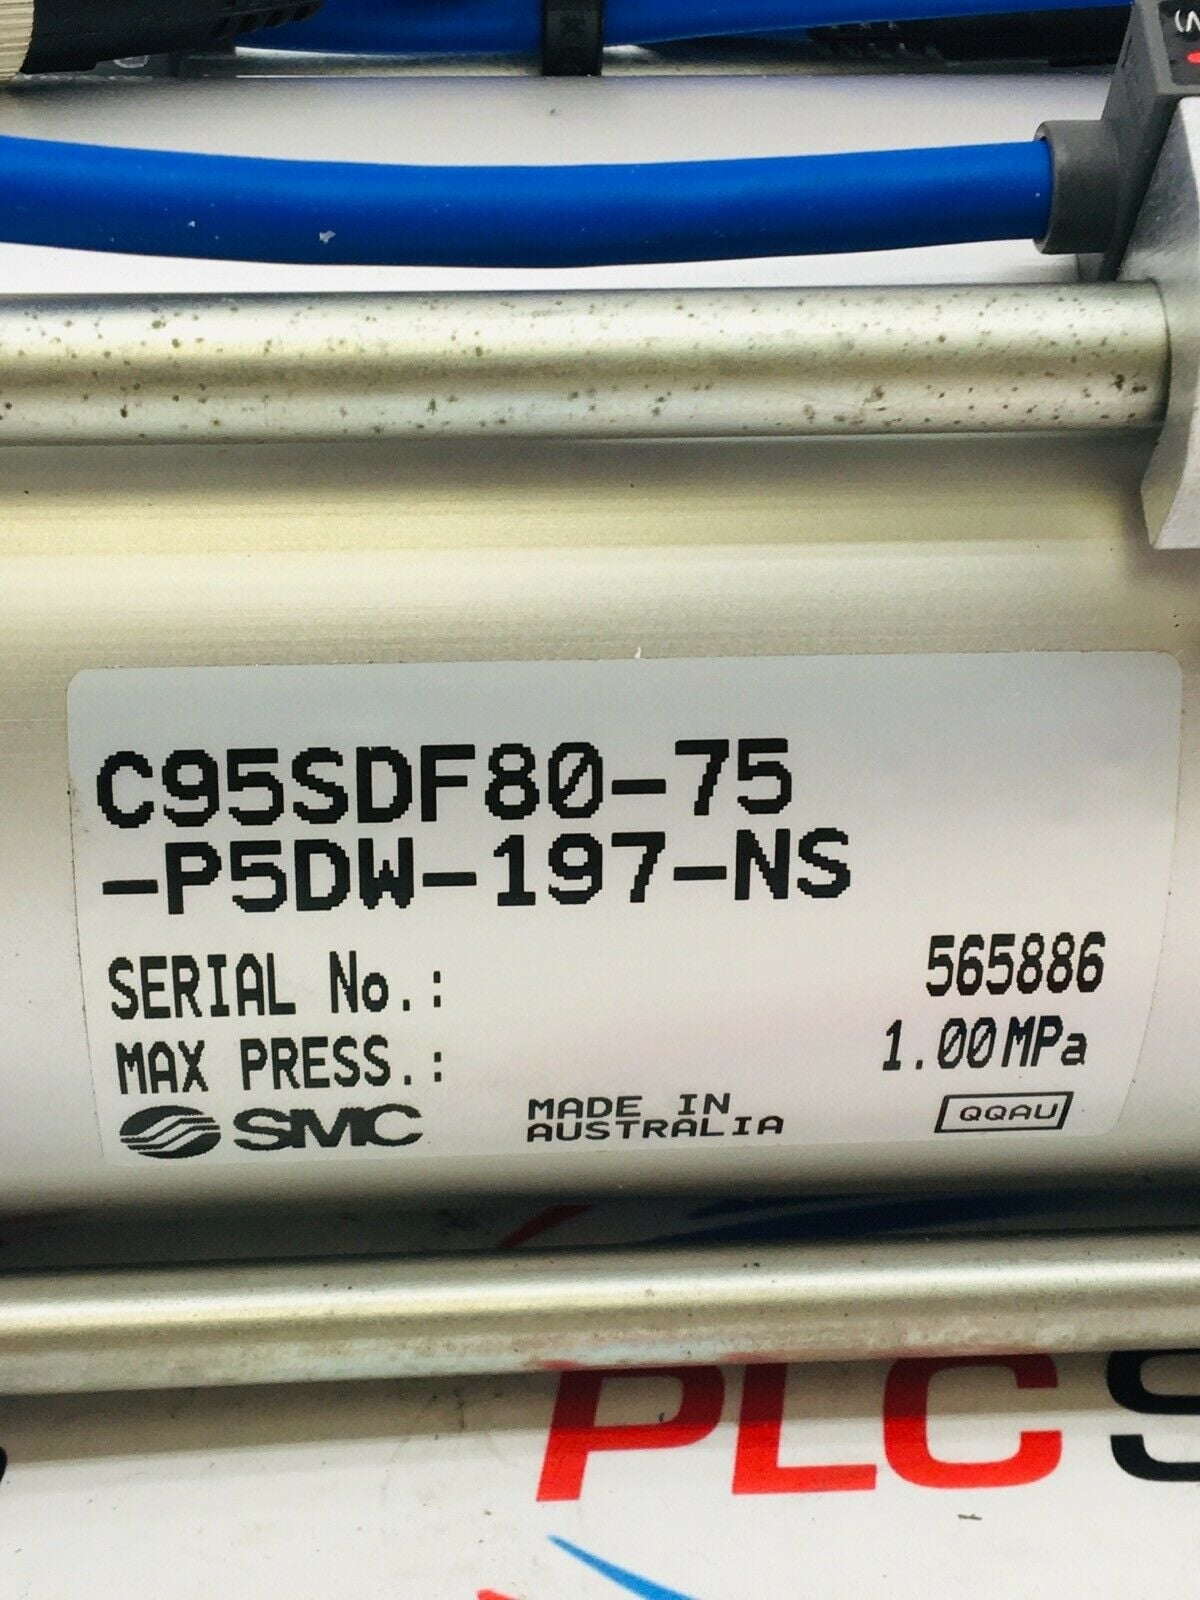 C95SDF80-75
-P5DW-197-NS
SERIAL No.: 565886
MAX PRESS.: 1.00MPa
SMC MADE IN AUSTRALIA QQAU
PLC S